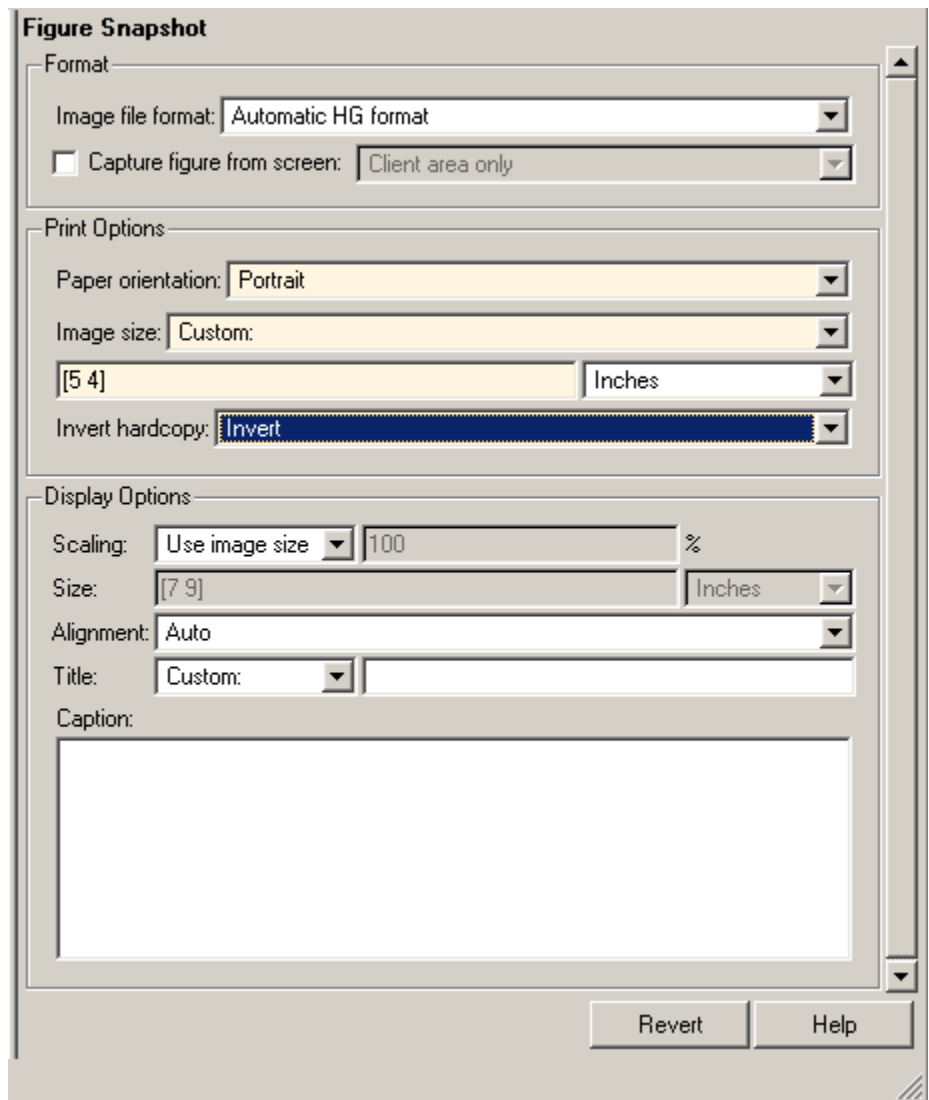 Figure Snapshot
Format
Image file format: Automatic HG format
Capture figure from screen: Client area only
Print Options
Paper orientation: Portrait
Image size: Custom:
[5 4] Inches
Invert hardcopy: Invert
Display Options
Scaling: Use image size 100 %
Size: [7 9] Inches
Alignment: Auto
Title: Custom:
Caption:
Revert Help